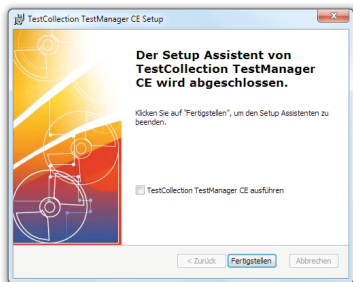 TestCollection TestManager CE Setup
Der Setup Assistent von
TestCollection TestManager
CE wird abgeschlossen.
Klicken Sie auf "Fertigstellen", um den Setup Assistenten zu
beenden.
TestCollection TestManager CE ausführen
< Zurück
Fertigstellen
Abbrechen